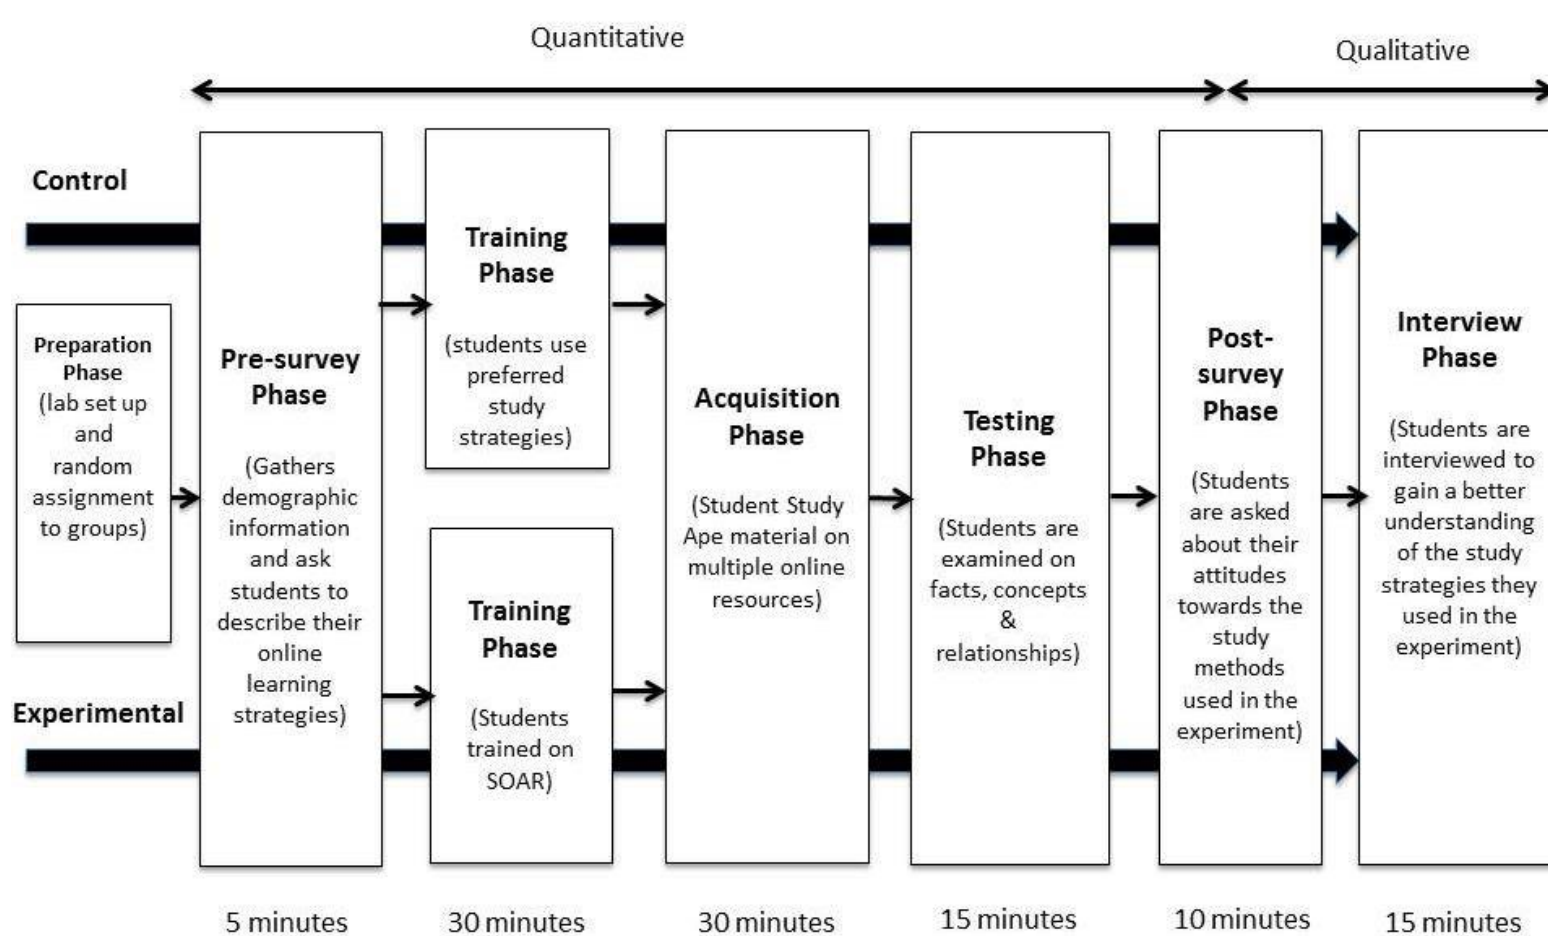 Quantitative
Qualitative
Control
Preparation
Phase
(lab set up
and
random
assignment
to groups)
Experimental
Pre-survey
Phase
(Gathers
demographic
information
and ask
students to
describe their
online
learning
strategies)
Training
Phase
(students use
preferred
study
strategies)
Training
Phase
(Students
trained on
SOAR)
Acquisition
Phase
(Student Study
Ape material on
multiple online
resources)
Testing
Phase
(Students are
examined on
facts, concepts
&
relationships)
Post-
survey
Phase
(Students
are asked
about their
attitudes
towards the
study
methods
used in the
experiment)
Interview
Phase
(Students are
interviewed to
gain a better
understanding
of the study
strategies they
used in the
experiment)
5 minutes
30 minutes
30 minutes
15 minutes
10 minutes
15 minutes